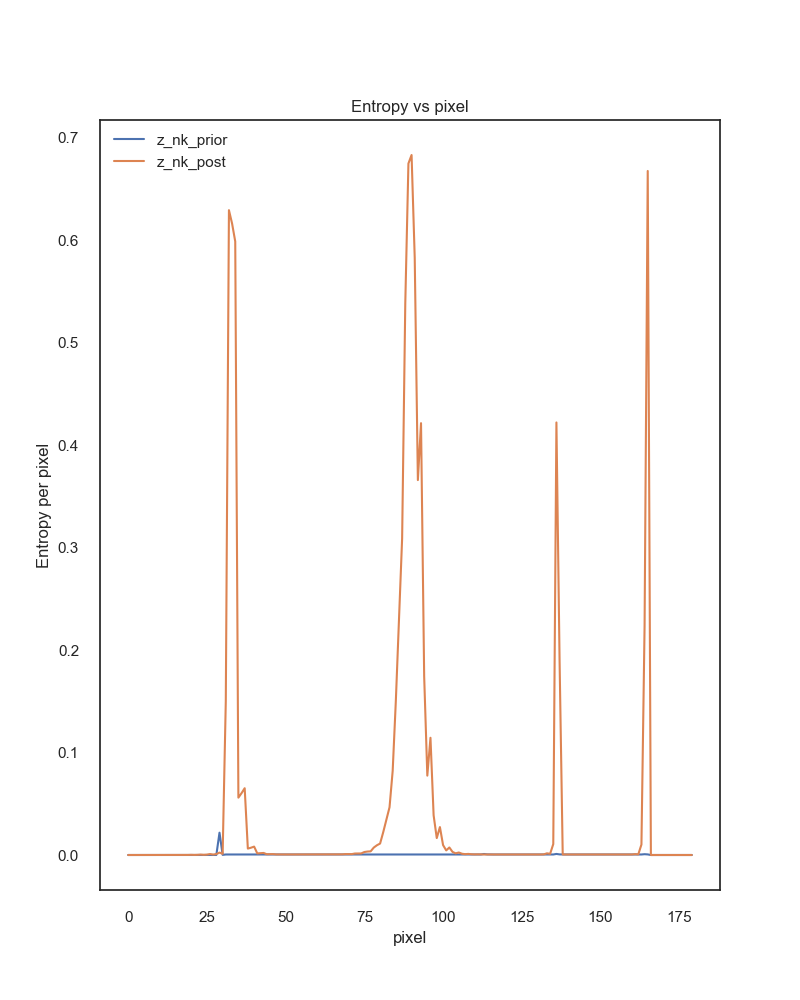 Entropy vs pixel
z_nk_prior
z_nk_post
0.7
0.6
0.5
0.4
0.3
0.2
0.1
0.0
Entropy per pixel
0 25 50 75 100 125 150 175
pixel